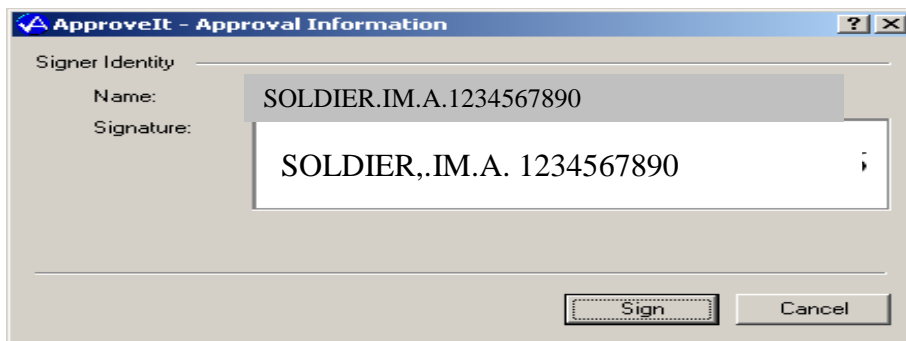 ApproveIt - Approval Information
Signer Identity
Name: SOLDIER.IM.A.1234567890
Signature:
SOLDIER,.IM.A. 1234567890
Sign Cancel